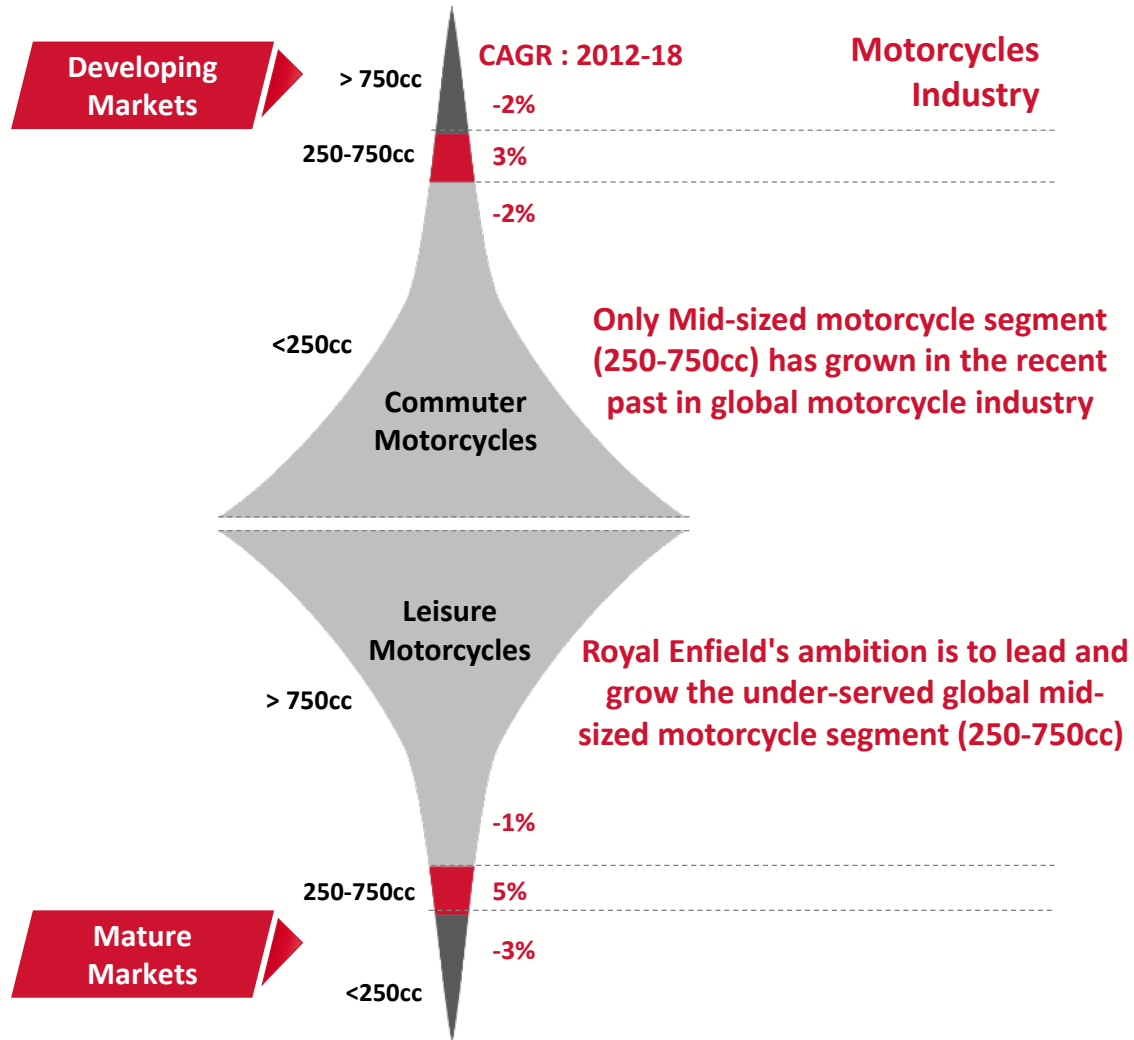 Developing
Markets
> 750cc
CAGR : 2012-18
-2%
Motorcycles
Industry
250-750cc
3%
-2%
<250cc
Commuter
Motorcycles
Only Mid-sized motorcycle segment
(250-750cc) has grown in the recent
past in global motorcycle industry
Leisure
Motorcycles
> 750cc
Royal Enfield's ambition is to lead and
grow the under-served global mid-
sized motorcycle segment (250-750cc)
-1%
250-750cc
5%
Mature
Markets
-3%
<250cc